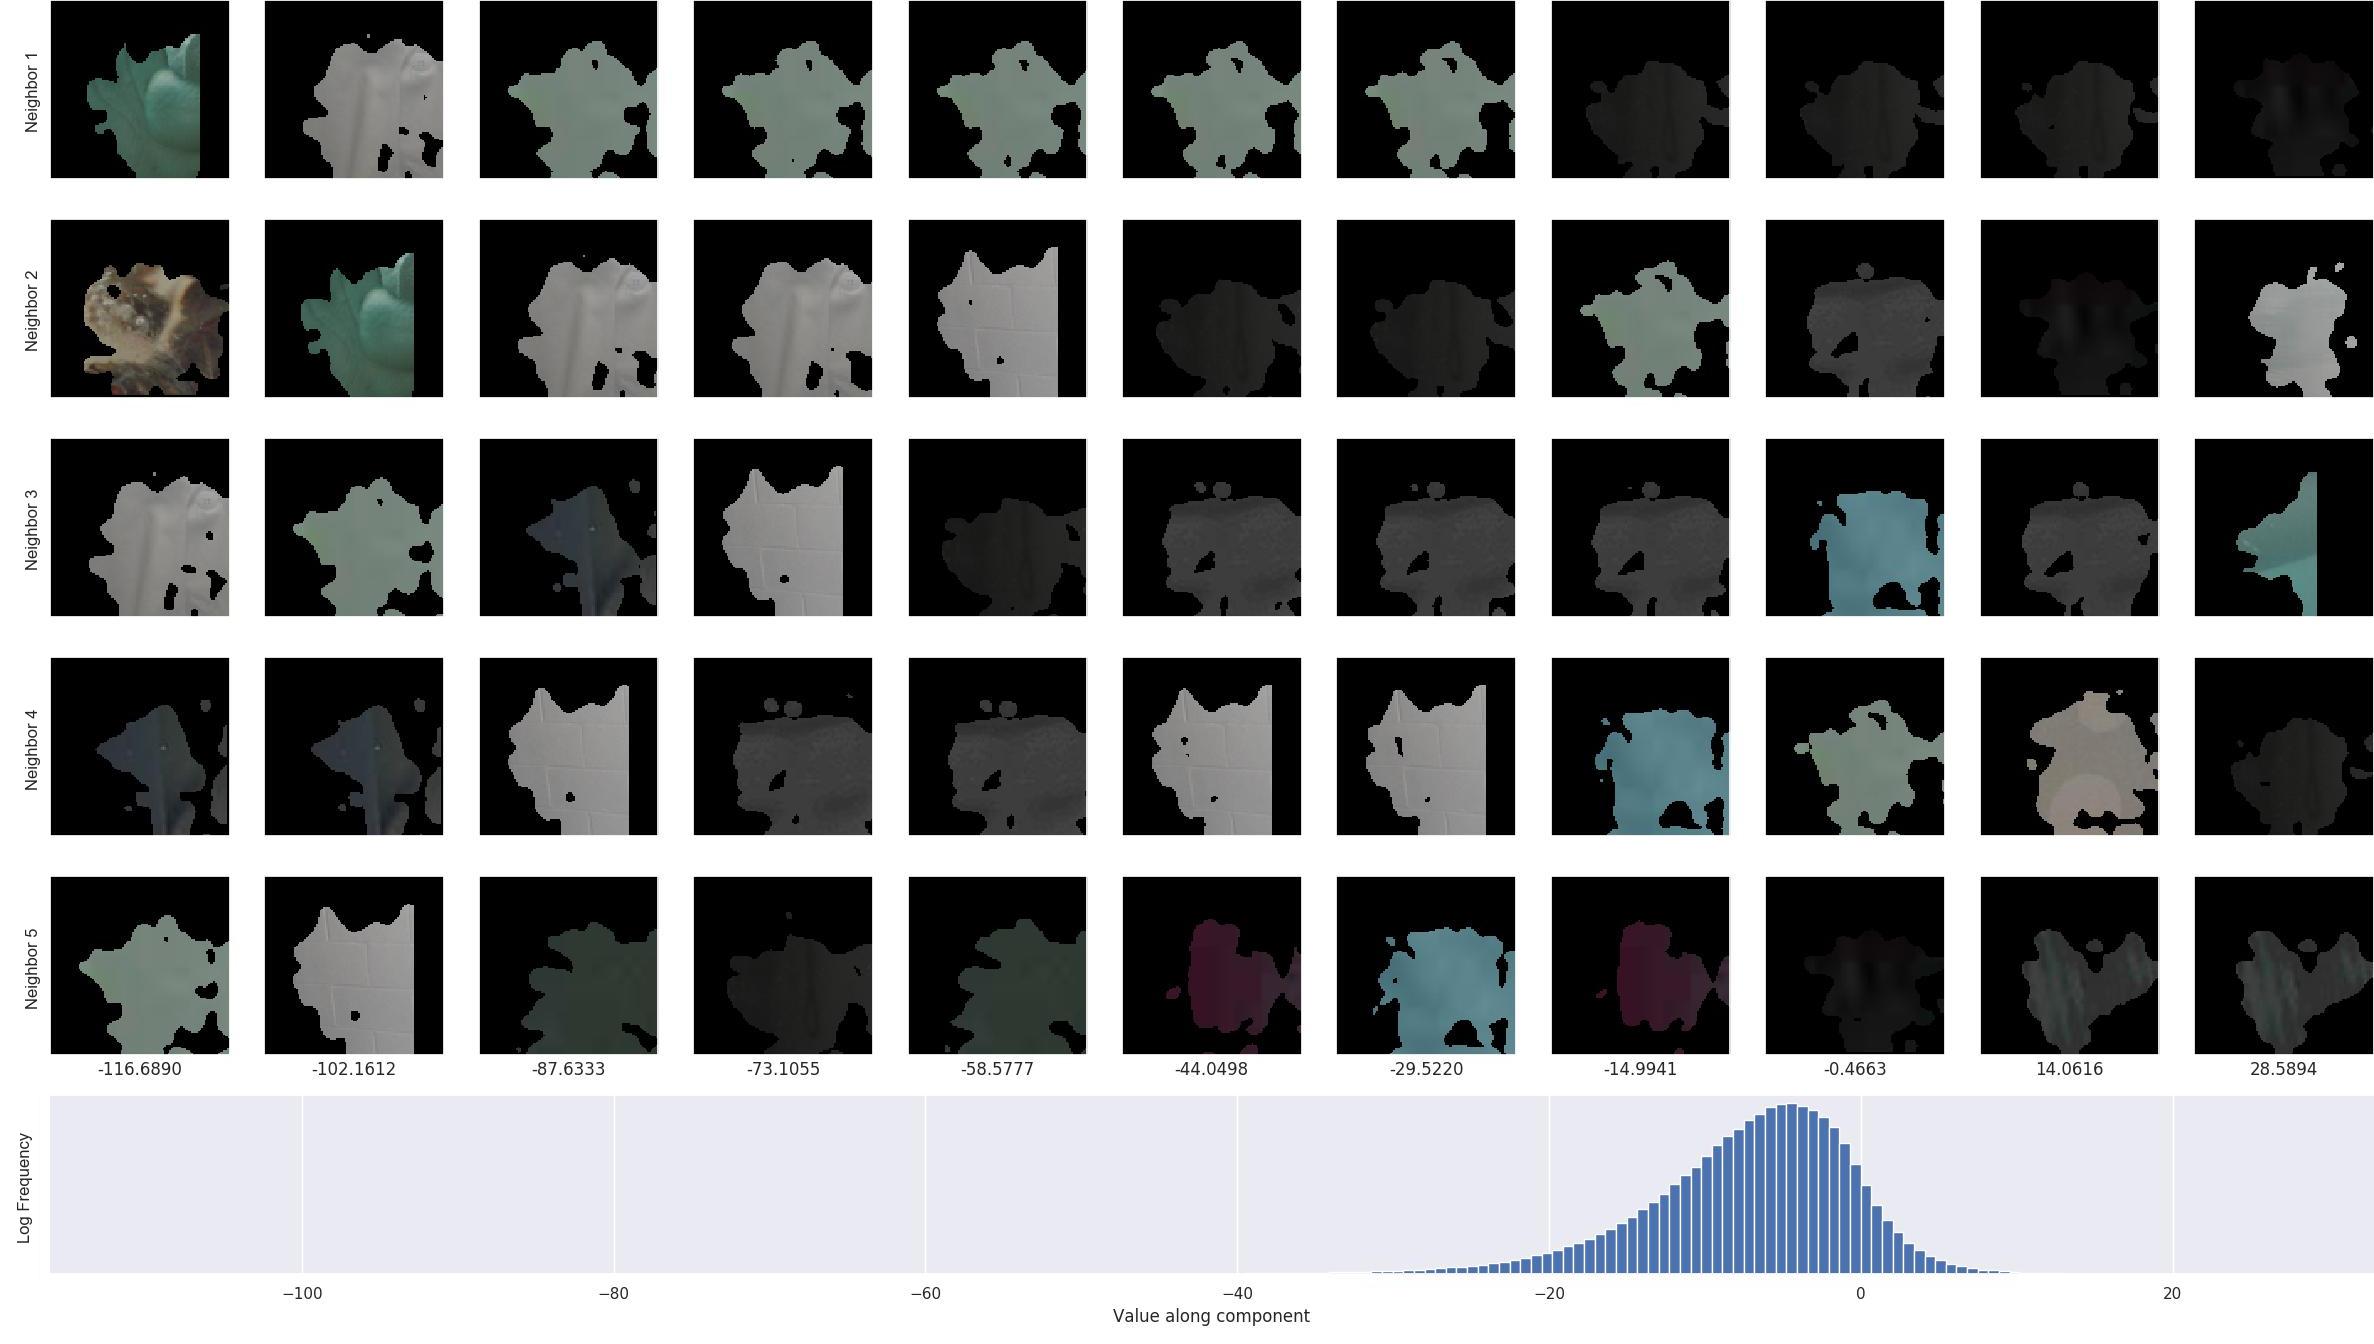 Neighbor 1
Neighbor 2
Neighbor 3
Neighbor 4
Neighbor 5
-116.6890 -102.1612 -87.6333 -73.1055 -58.5777 -44.0498 -29.5220 -14.9941 -0.4663 14.0616 28.5894
Log Frequency
−100 −80 −60 −40 −20 0 20
Value along component